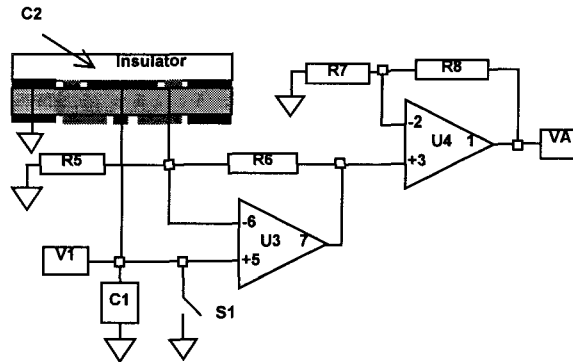 C2
Insulator
R7
R8
-2
U4
1
VA
+3
R5
R6
-6
U3
7
V1
+5
C1
S1